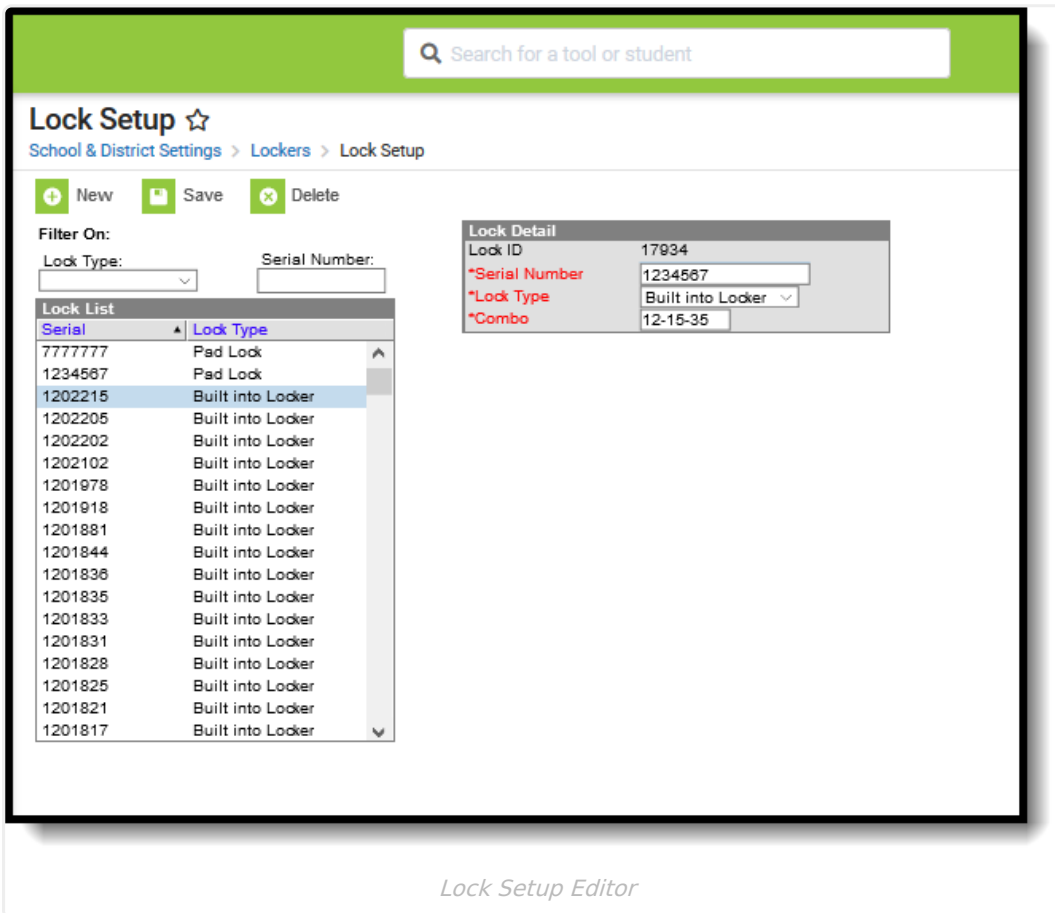 Search for a tool or student
Lock Setup
School & District Settings > Lockers > Lock Setup
New Save Delete
Filter On:
Lock Type: Serial Number:
Lock List
Serial Lock Type
7777777 Pad Lock
1234567 Pad Lock
1202215 Built into Locker
1202205 Built into Locker
1202202 Built into Locker
1202102 Built into Locker
1201978 Built into Locker
1201918 Built into Locker
1201881 Built into Locker
1201844 Built into Locker
1201836 Built into Locker
1201835 Built into Locker
1201833 Built into Locker
1201831 Built into Locker
1201828 Built into Locker
1201825 Built into Locker
1201821 Built into Locker
1201817 Built into Locker
Lock Detail
Lock ID 17934
*Serial Number 1234567
*Lock Type Built into Locker
*Combo 12-15-35
Lock Setup Editor